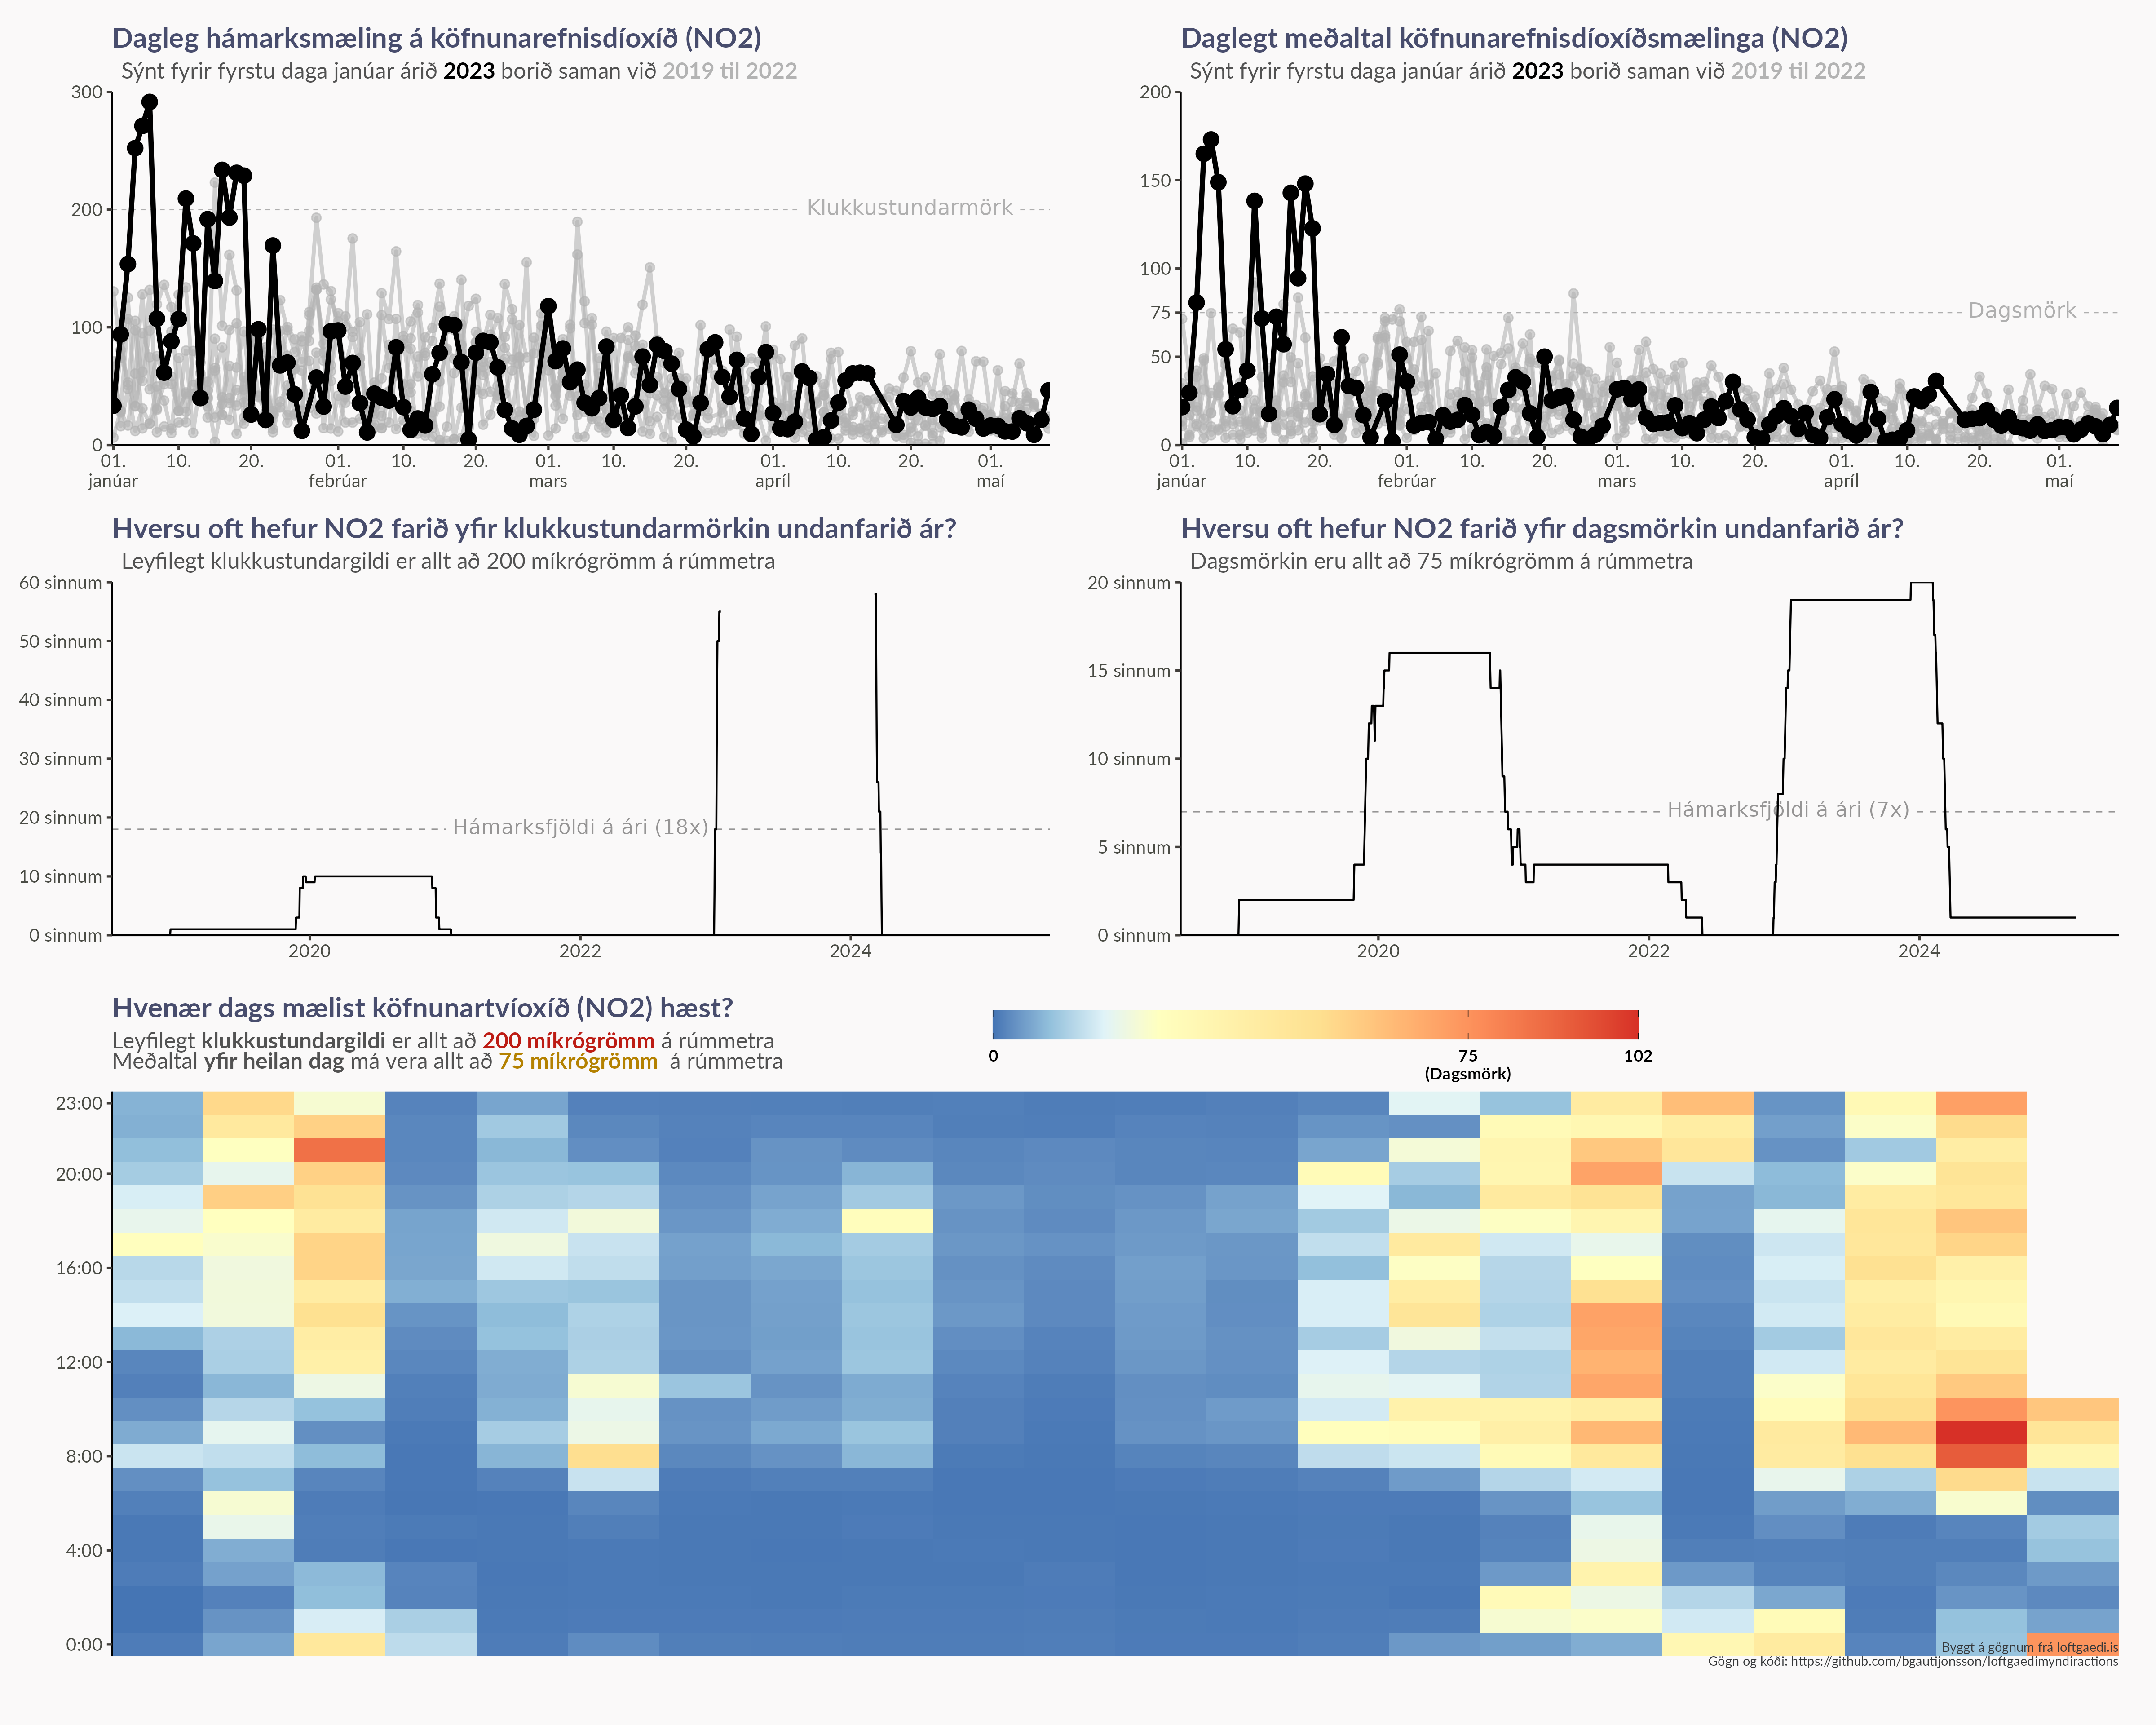 Dagleg hámarksmæling á köfnunarefnisdíoxíð (NO2)
Sýnt fyrir fyrstu daga janúar árið 2023 borið saman við 2019 til 2022
300
200
100
0
Klukkustundarmörk
01. 10. 20. 01. 10. 20. 01. 10. 20. 01. 10. 20. 01.
janúar febrúar mars apríl maí
Daglegt meðaltal köfnunarefnisdíoxíðsmælinga (NO2)
Sýnt fyrir fyrstu daga janúar árið 2023 borið saman við 2019 til 2022
200
150
100
75
50
0
Dagsmörk
01. 10. 20. 01. 10. 20. 01. 10. 20. 01. 10. 20. 01.
janúar febrúar mars apríl maí
Hversu oft hefur NO2 farið yfir klukkustundarmörkin undanfarið ár?
Leyfilegt klukkustundargildi er allt að 200 míkrógrömm á rúmmetra
60 sinnum
50 sinnum
40 sinnum
30 sinnum
20 sinnum
10 sinnum
0 sinnum
Hámarksfjöldi á ári (18x)
2020 2022 2024
Hversu oft hefur NO2 farið yfir dagsmörkin undanfarið ár?
Dagsmörkin eru allt að 75 míkrógrömm á rúmmetra
20 sinnum
15 sinnum
10 sinnum
5 sinnum
0 sinnum
Hámarksfjöldi á ári (7x)
2020 2022 2024
Hvenær dags mælist köfnunartvíoxíð (NO2) hæst?
Leyfilegt klukkustundargildi er allt að 200 míkrógrömm á rúmmetra
Meðaltal yfir heilan dag má vera allt að 75 míkrógrömm á rúmmetra
0 75 102
(Dagsmörk)
23:00
20:00
16:00
12:00
8:00
4:00
0:00
Byggt á gögnum frá loftgaedi.is
Gögn og kóði: https://github.com/bgautijonsson/loftgaedimyndiractions